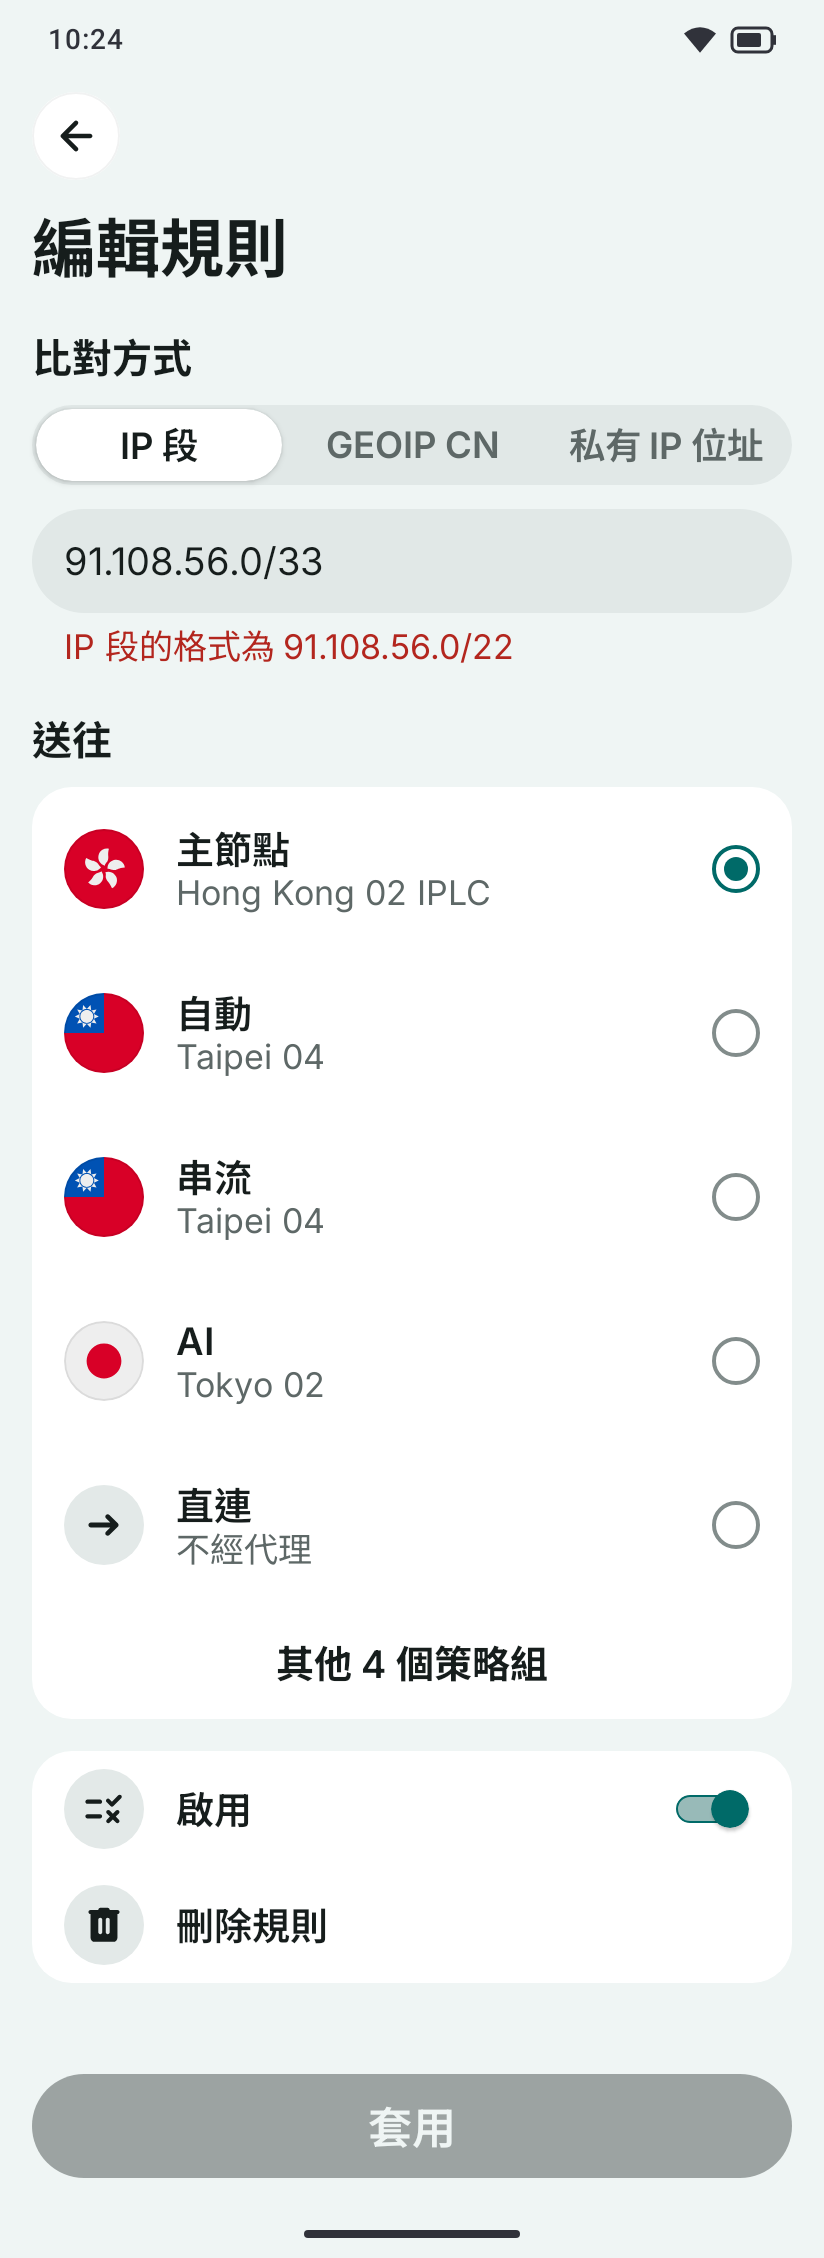 10:24
編輯規則
比對方式
IP 段
GEOIP CN
私有 IP 位址
91.108.56.0/33
IP 段的格式為 91.108.56.0/22
送往
主節點
Hong Kong 02 IPLC
自動
Taipei 04
串流
Taipei 04
AI
Tokyo 02
直連
不經代理
其他 4 個策略組
啟用
刪除規則
套用